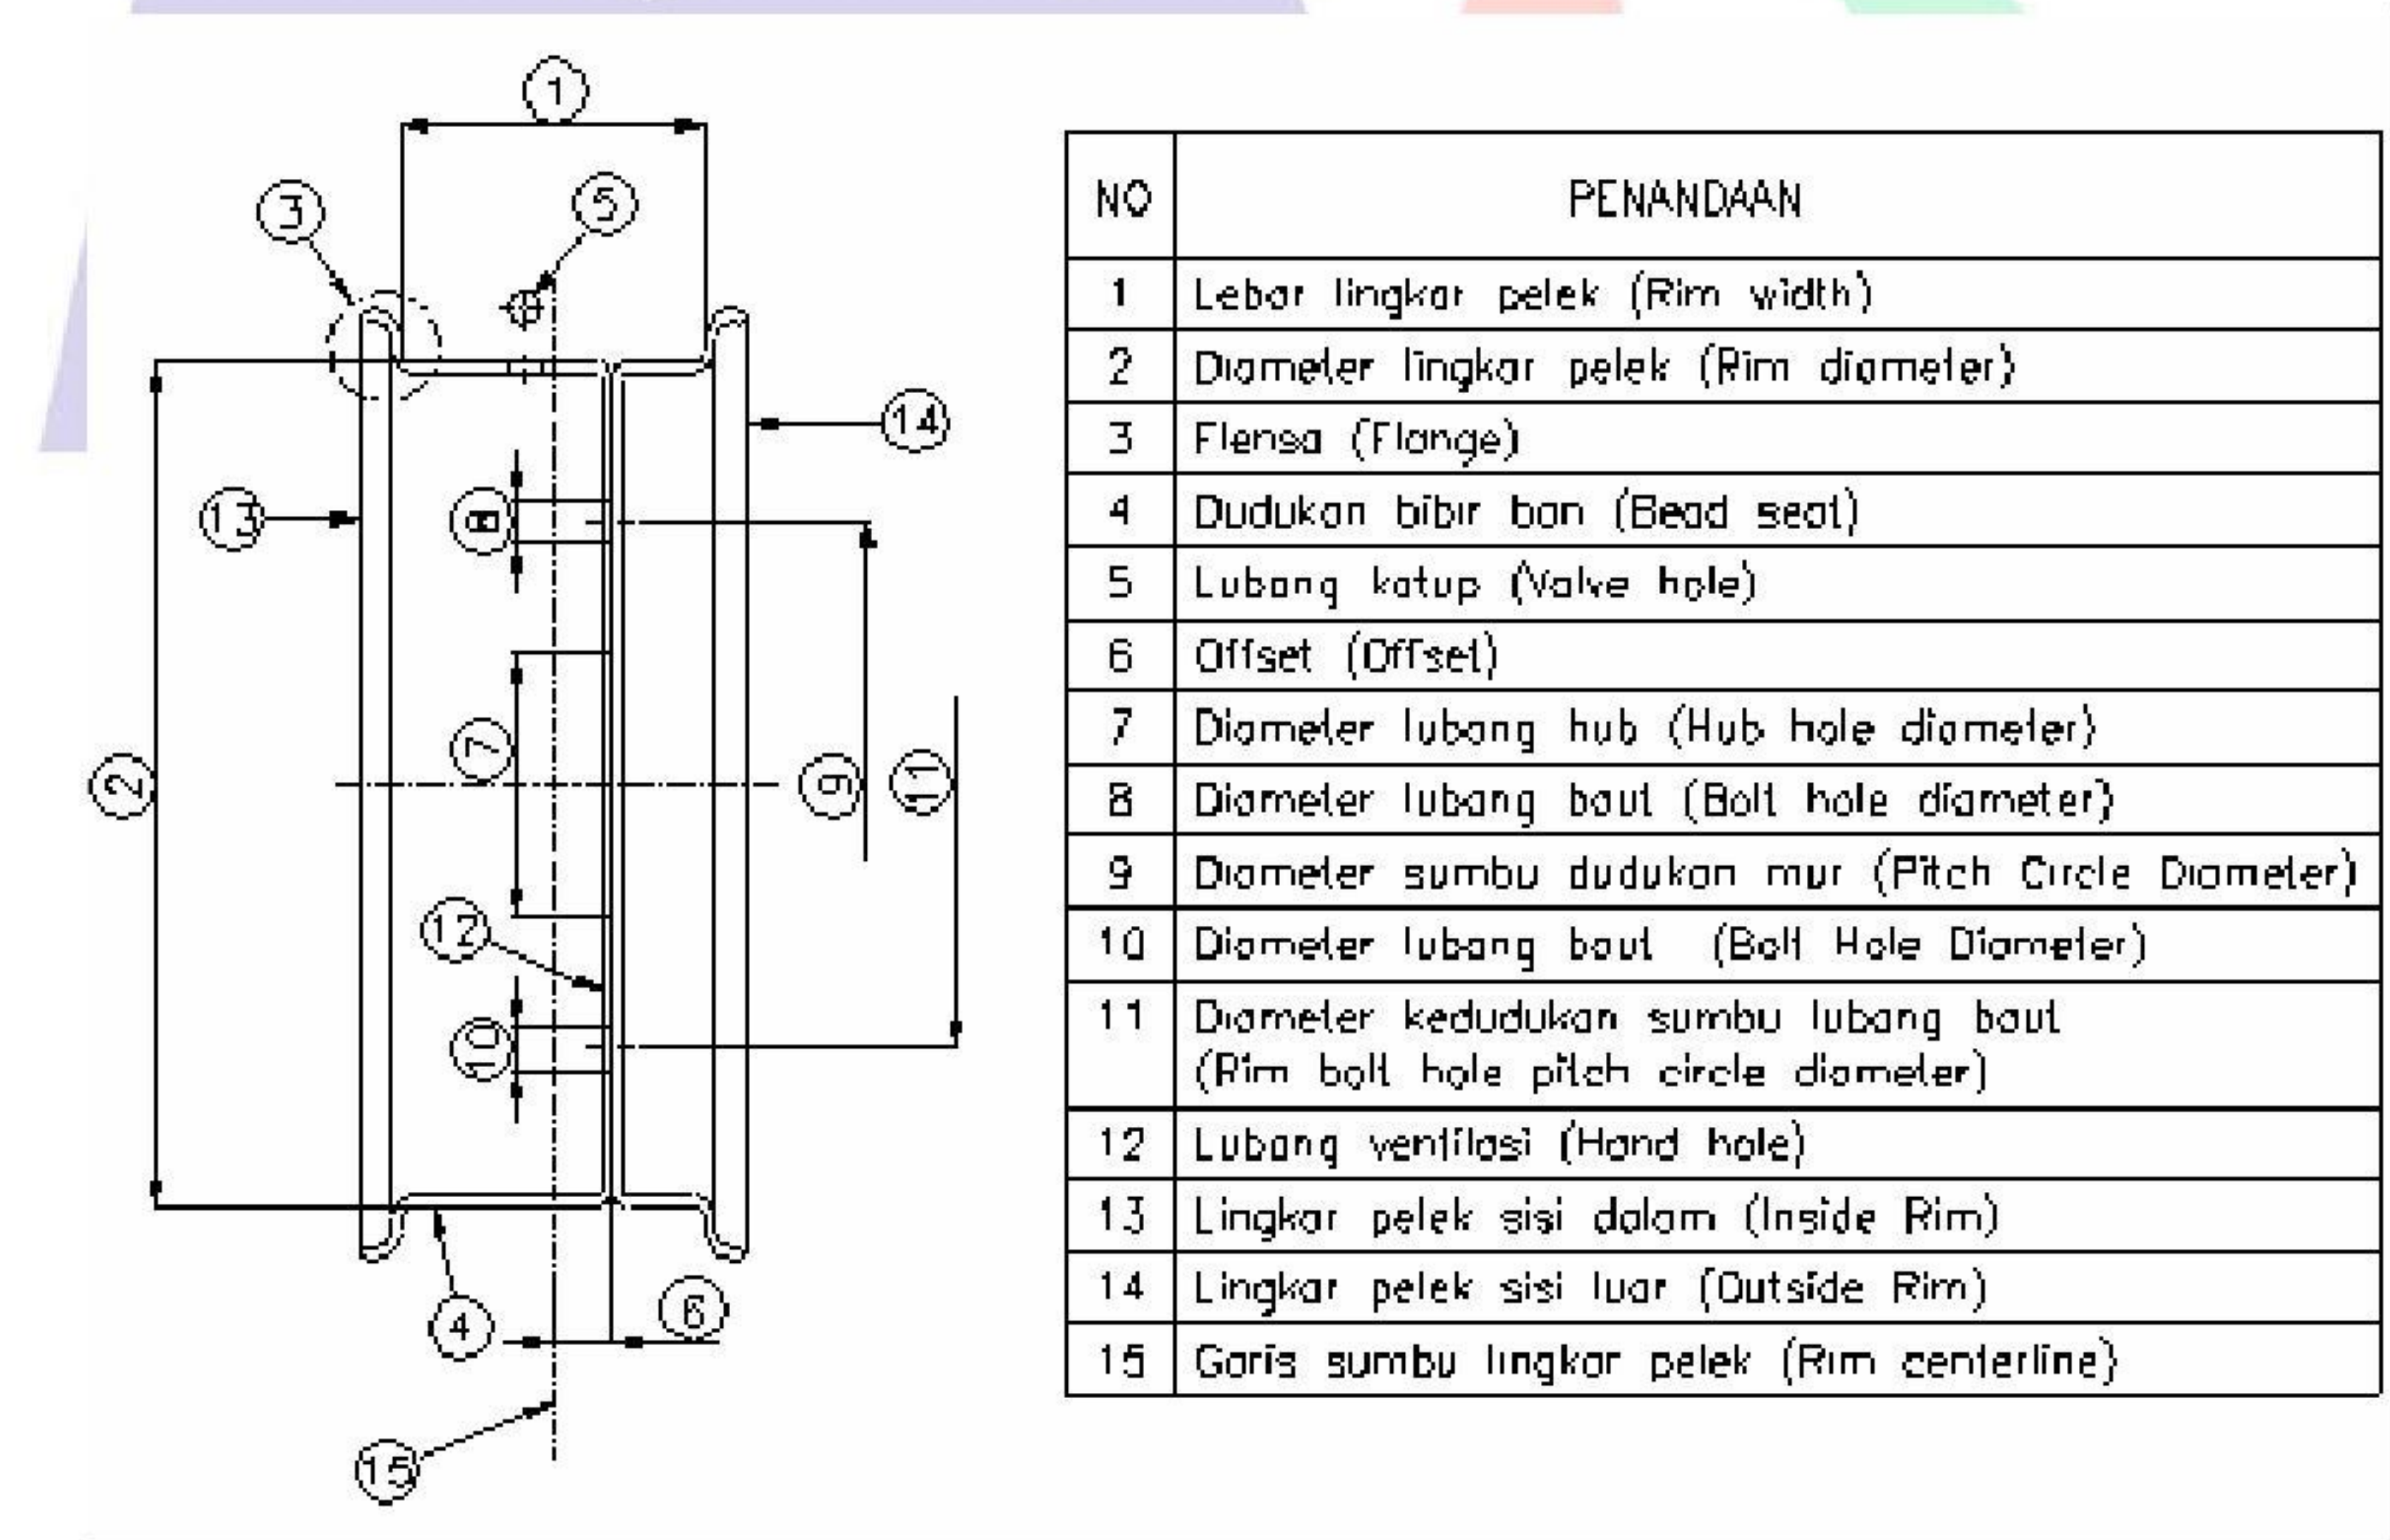 1
3
5
14
13
8
7
2
9
11
12
10
4
6
15
NO PENANDAAN
1 Lebar lingkar pelek (Rim width)
2 Diameter lingkar pelek (Rim diameter)
3 Flensa (Flange)
4 Dudukan bibir ban (Bead seat)
5 Lubang katup (Valve hole)
6 Offset (Offset)
7 Diameter lubang hub (Hub hole diameter)
8 Diameter lubang baut (Bolt hole diameter)
9 Diameter sumbu dudukan mur (Pitch Circle Diameter)
10 Diameter lubang baut (Bolt Hole Diameter)
11 Diameter kedudukan sumbu lubang baut
(Rim bolt hole pitch circle diameter)
12 Lubang ventilasi (Hand hole)
13 Lingkar pelek sisi dalam (Inside Rim)
14 Lingkar pelek sisi luar (Outside Rim)
15 Garis sumbu lingkar pelek (Rim centerline)